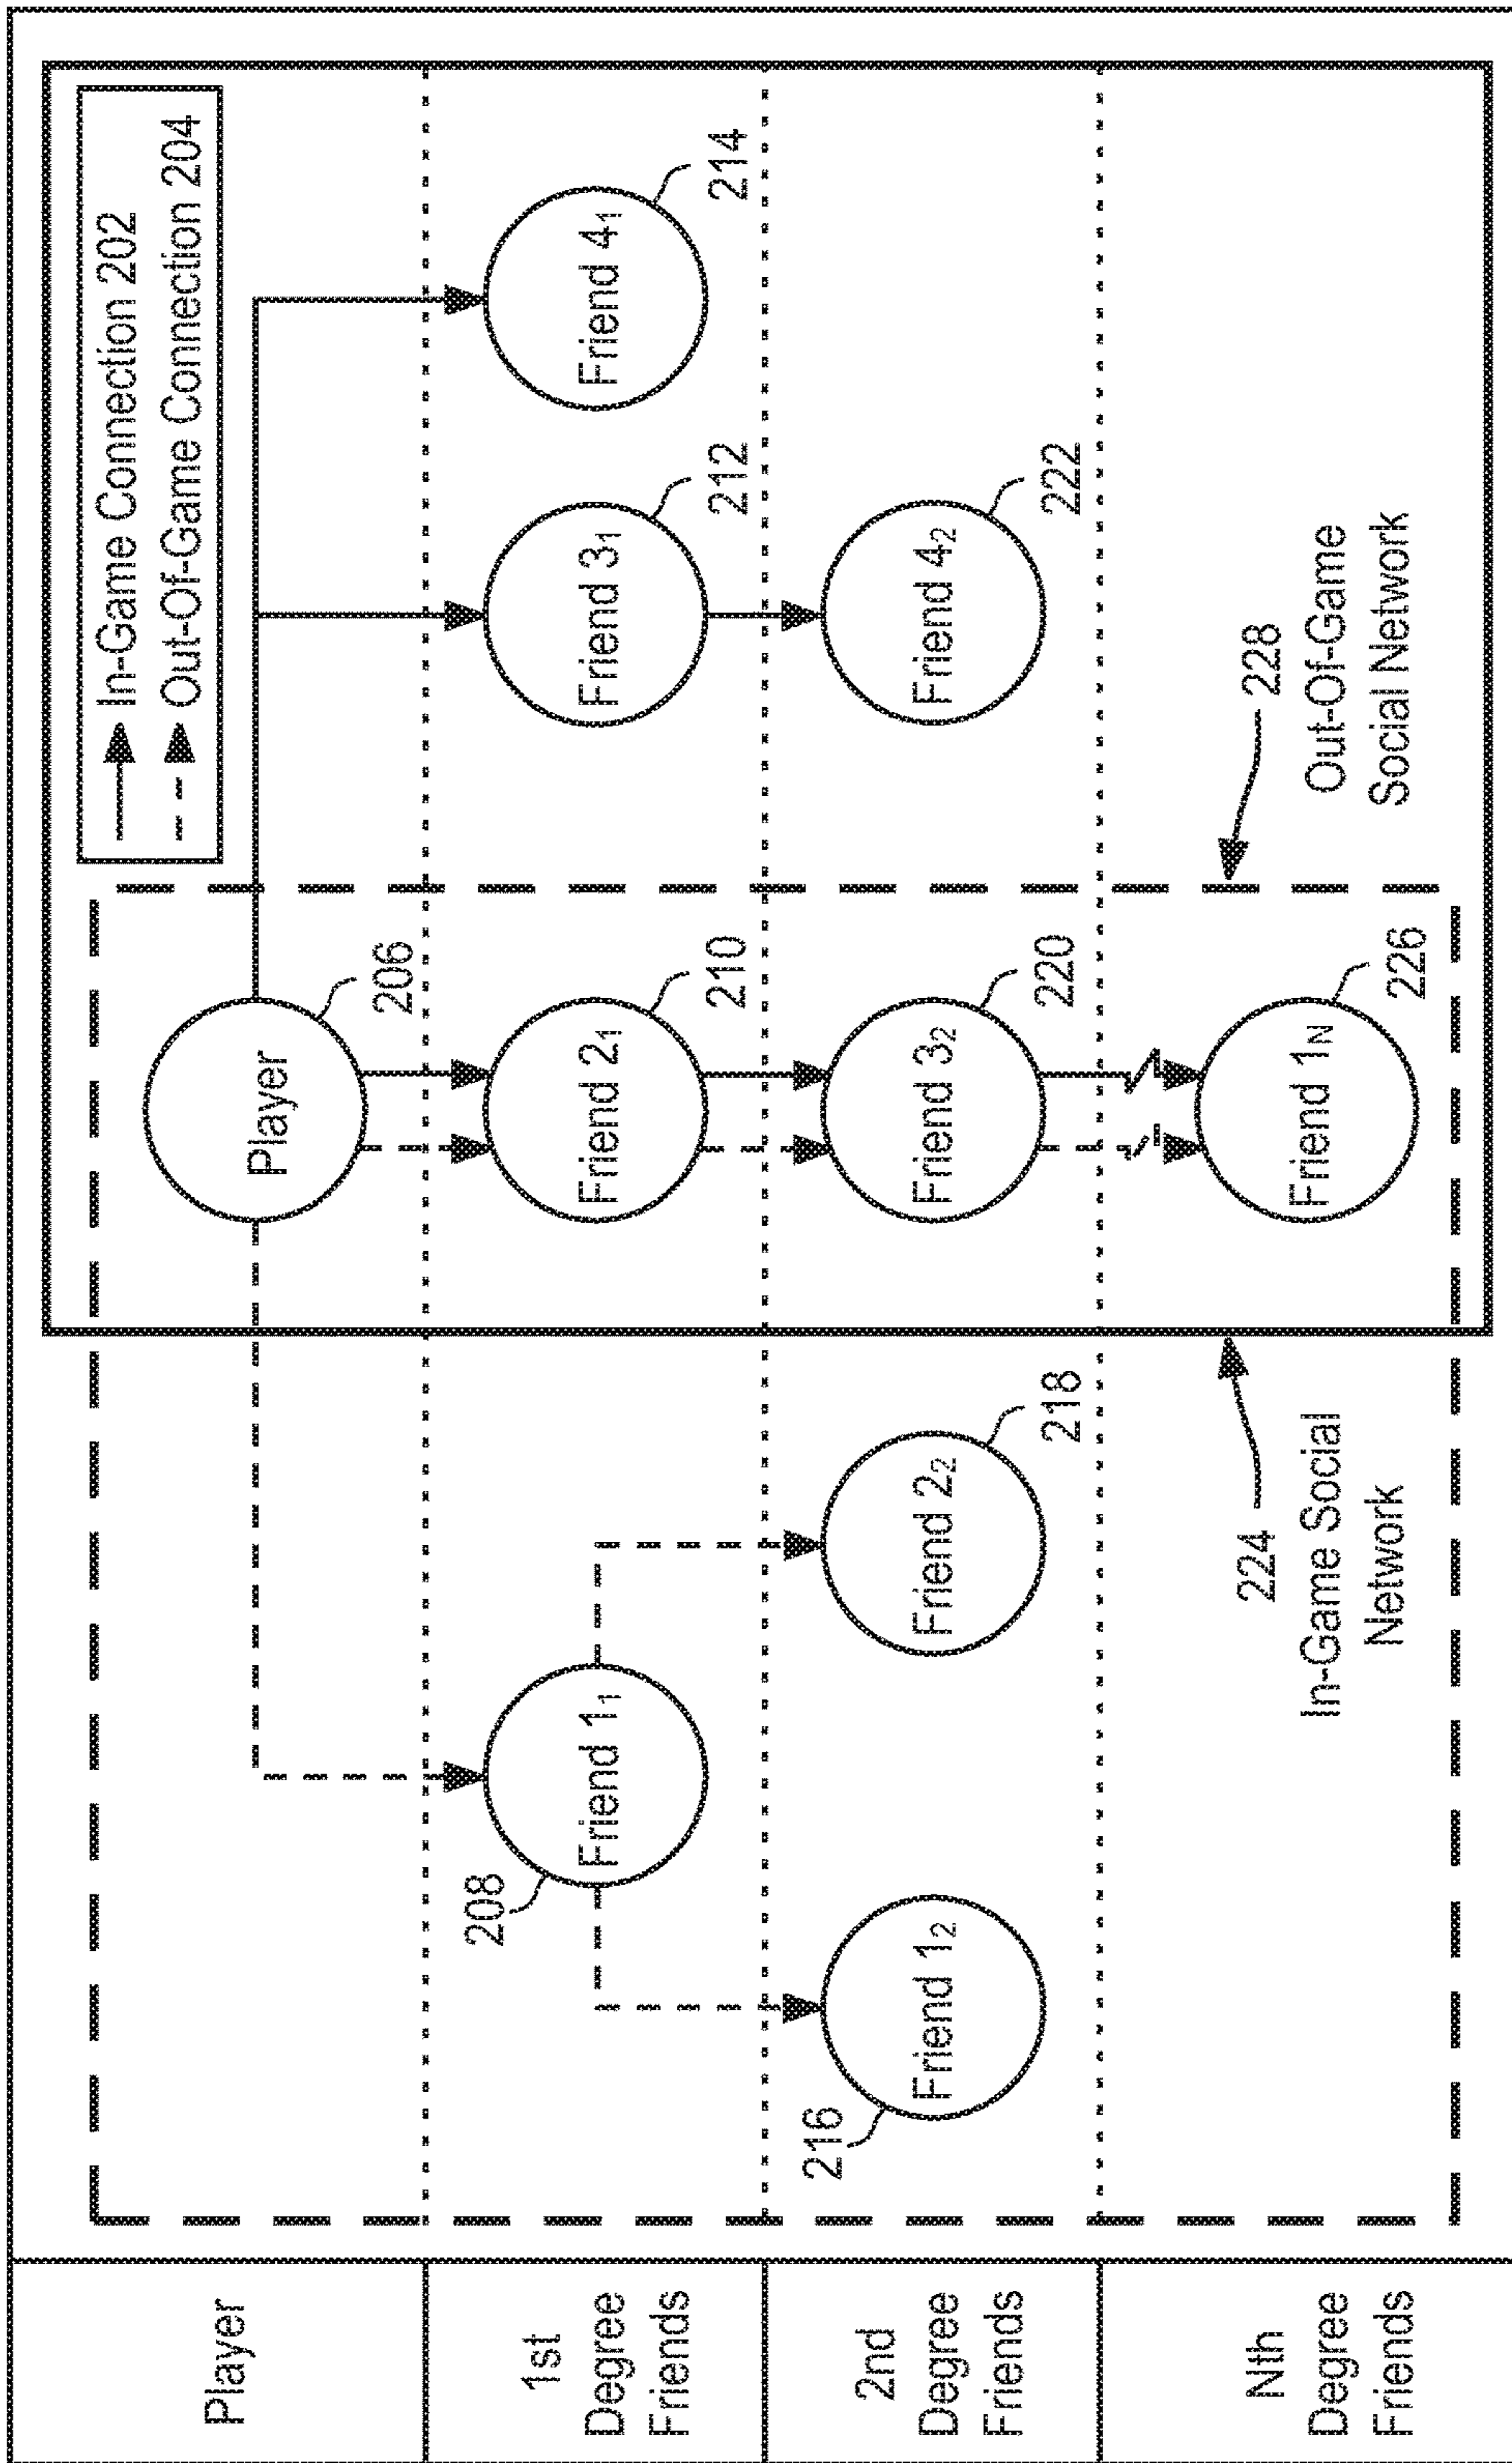 Player
In-Game Connection 202
Out-Of-Game Connection 204
Player
206
1st
Degree
Friends
208
Friend 1₁
Friend 2₁
210
Friend 3₁
212
Friend 4₁
214
2nd
Degree
Friends
216
Friend 1₂
Friend 2₂
218
Friend 3₂
220
Friend 4₂
222
Nth
Degree
Friends
224
In-Game Social
Network
Friend 1N
226
228
Out-Of-Game
Social Network